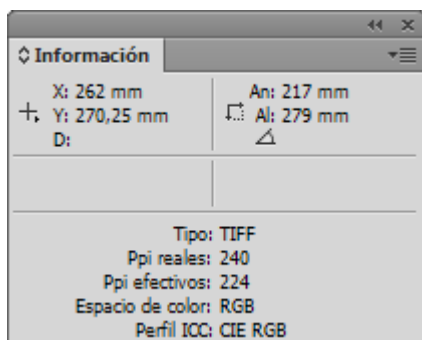 Información
X: 262 mm
Y: 270,25 mm
D:
An: 217 mm
Al: 279 mm
Tipo: TIFF
Ppi reales: 240
Ppi efectivos: 224
Espacio de color: RGB
Perfil ICC: CIE RGB